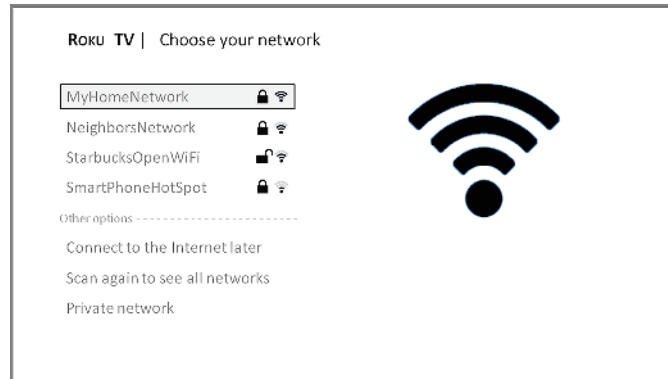 ROKU TV | Choose your network
MyHomeNetwork
NeighborsNetwork
StarbucksOpenWiFi
SmartPhoneHotSpot
Other options
Connect to the Internet later
Scan again to see all networks
Private network